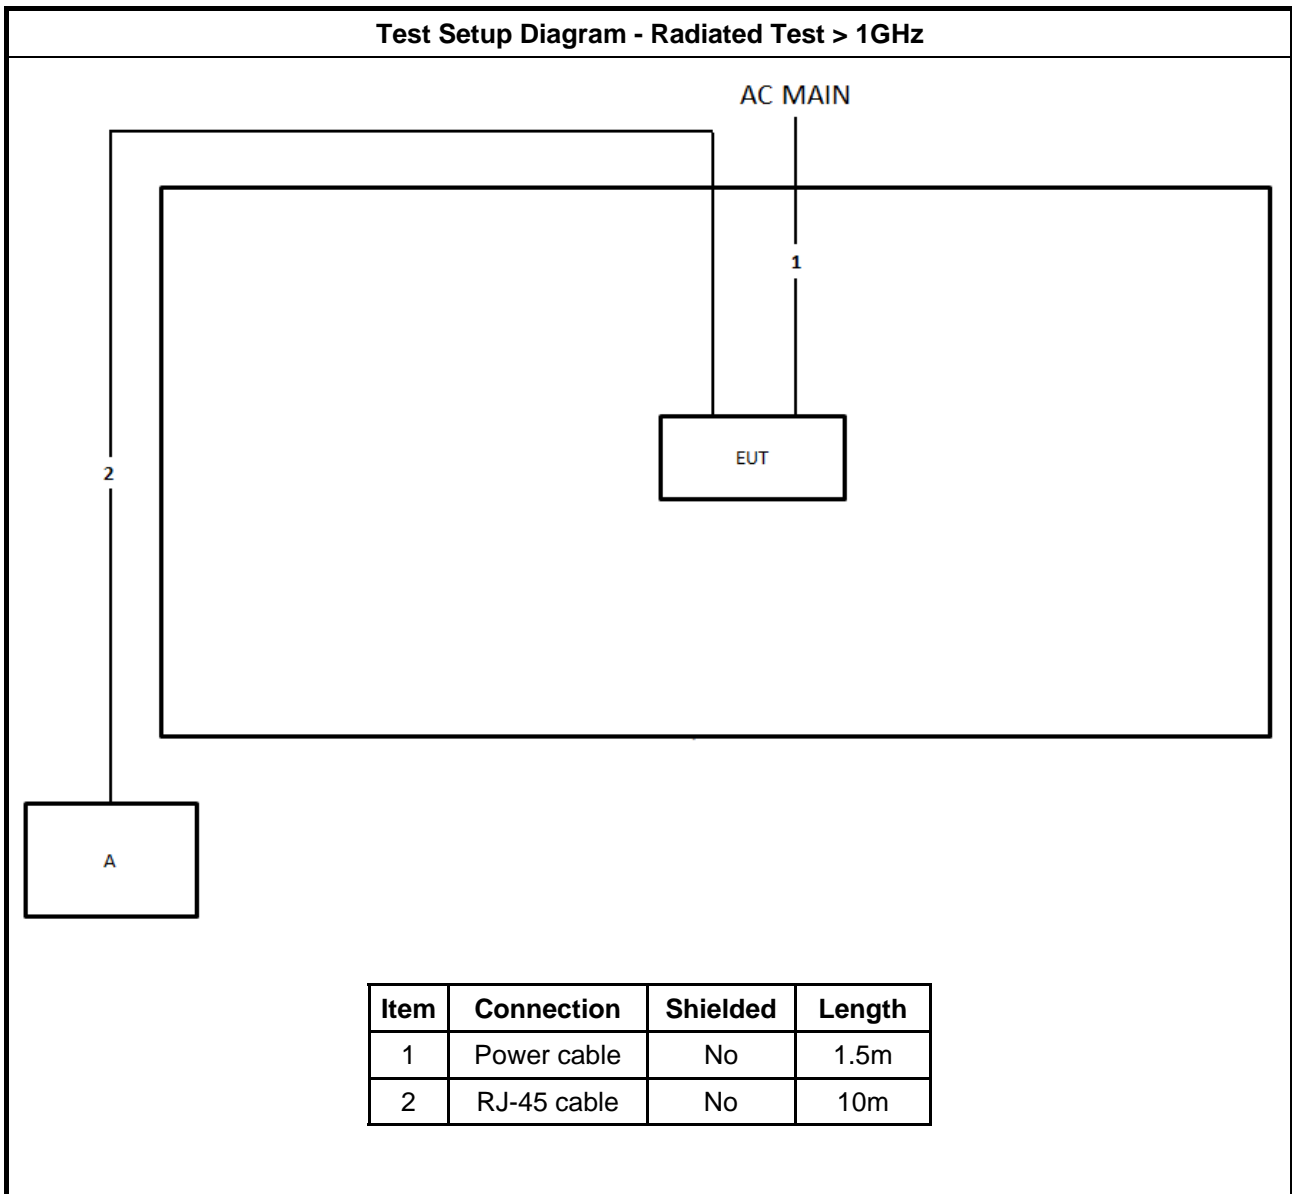 Test Setup Diagram - Radiated Test > 1GHz
AC MAIN
1
EUT
2
A
Item Connection Shielded Length
1 Power cable No 1.5m
2 RJ-45 cable No 10m